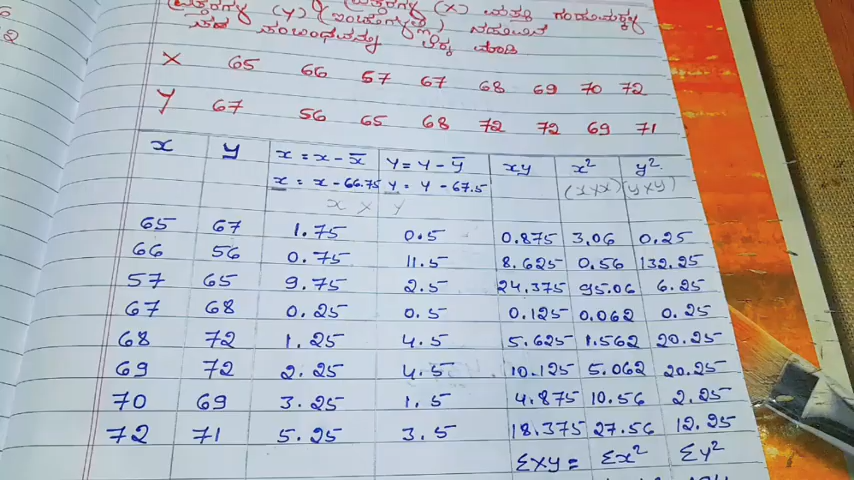 (Y) (X) ಮತ್ತು
X 65 66 57 67 68 69 70 72
Y 67 56 65 68 72 72 69 71
x y x = x - x̄ Y = Y - ȳ xy x² y²
x = x - 66.75 Y = Y - 67.5 (x×x) (y×y)
x × y
65 67 1.75 0.5 0.875 3.06 0.25
66 56 0.75 11.5 8.625 0.56 132.25
57 65 9.75 2.5 24.375 95.06 6.25
67 68 0.25 0.5 0.125 0.062 0.25
68 72 1.25 4.5 5.625 1.562 20.25
69 72 2.25 4.5 10.125 5.062 20.25
70 69 3.25 1.5 4.875 10.56 2.25
72 71 5.25 3.5 18.375 27.56 12.25
Σxy = Σx² Σy²